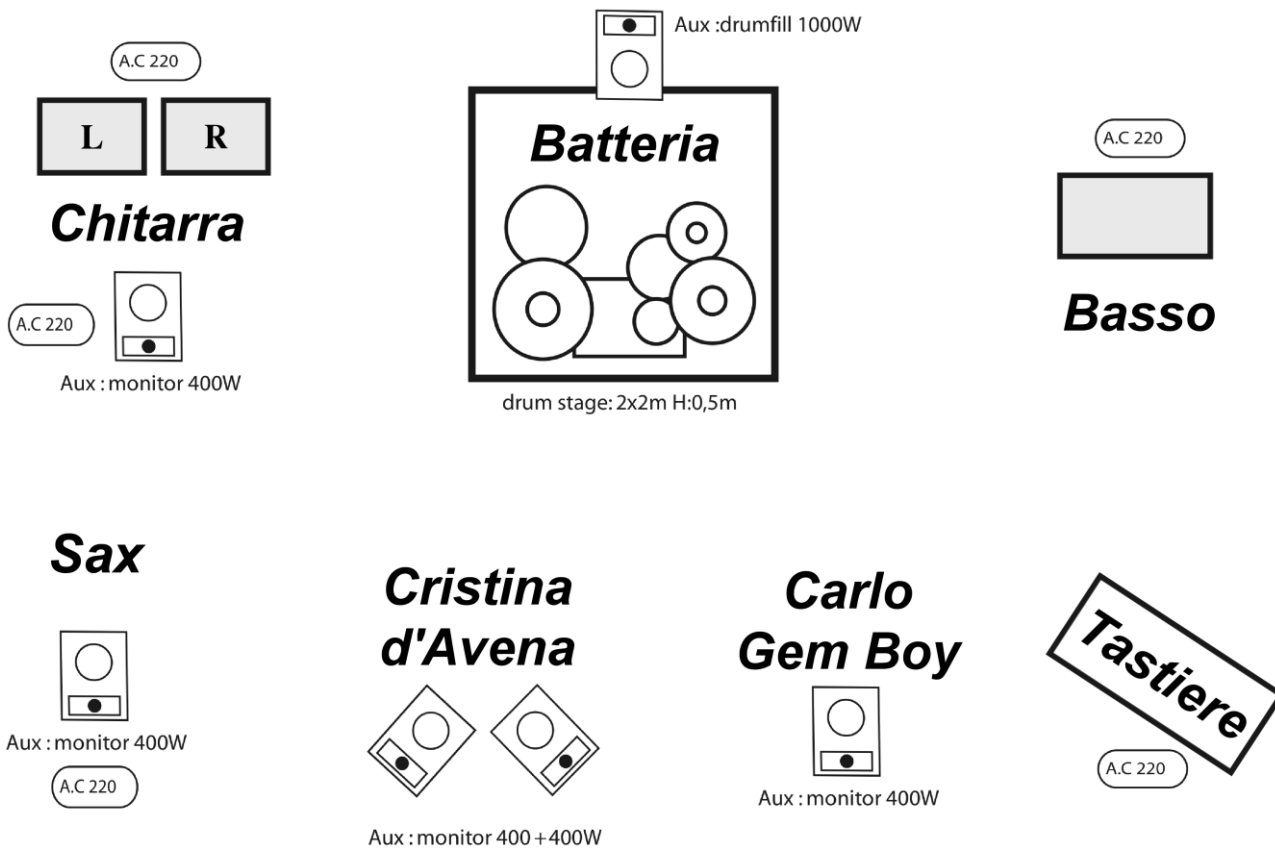 Aux :drumfill 1000W
A.C 220
L
R
Batteria
A.C 220
Chitarra
A.C 220
Basso
Aux : monitor 400W
drum stage: 2x2m H:0,5m
Sax
Cristina
d'Avena
Carlo
Gem Boy
Tastiere
Aux : monitor 400W
A.C 220
Aux : monitor 400+400W
Aux : monitor 400W
A.C 220